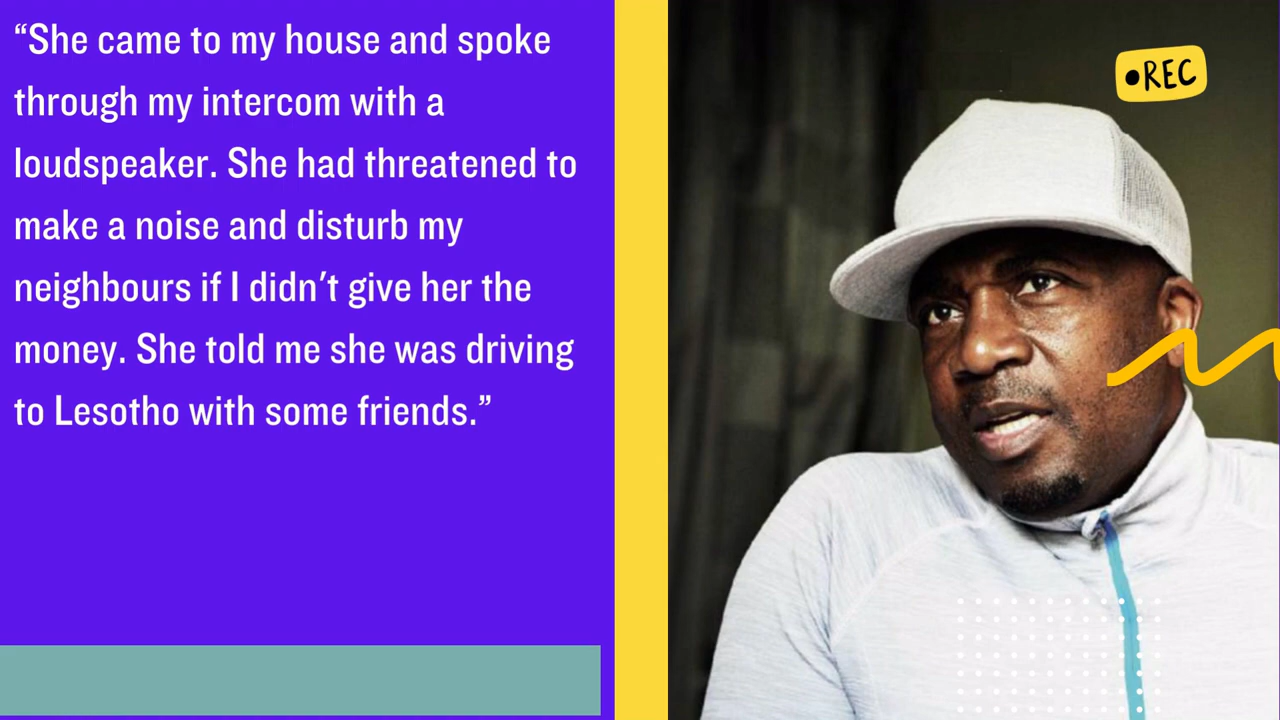 “She came to my house and spoke
through my intercom with a
loudspeaker. She had threatened to
make a noise and disturb my
neighbours if I didn’t give her the
money. She told me she was driving
to Lesotho with some friends.”
•REC